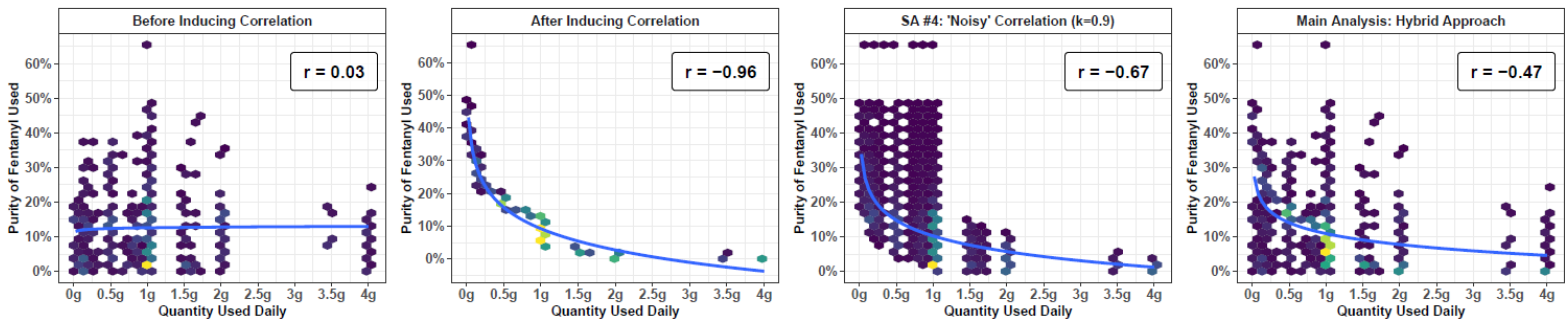 Before Inducing Correlation
r = 0.03
Purity of Fentanyl Used
60%
50%
40%
30%
20%
10%
0%
0g 0.5g 1g 1.5g 2g 2.5g 3g 3.5g 4g
Quantity Used Daily
After Inducing Correlation
r = −0.96
Purity of Fentanyl Used
60%
50%
40%
30%
20%
10%
0%
0g 0.5g 1g 1.5g 2g 2.5g 3g 3.5g 4g
Quantity Used Daily
SA #4: 'Noisy' Correlation (k=0.9)
r = −0.67
Purity of Fentanyl Used
60%
50%
40%
30%
20%
10%
0%
0g 0.5g 1g 1.5g 2g 2.5g 3g 3.5g 4g
Quantity Used Daily
Main Analysis: Hybrid Approach
r = −0.47
Purity of Fentanyl Used
60%
50%
40%
30%
20%
10%
0%
0g 0.5g 1g 1.5g 2g 2.5g 3g 3.5g 4g
Quantity Used Daily